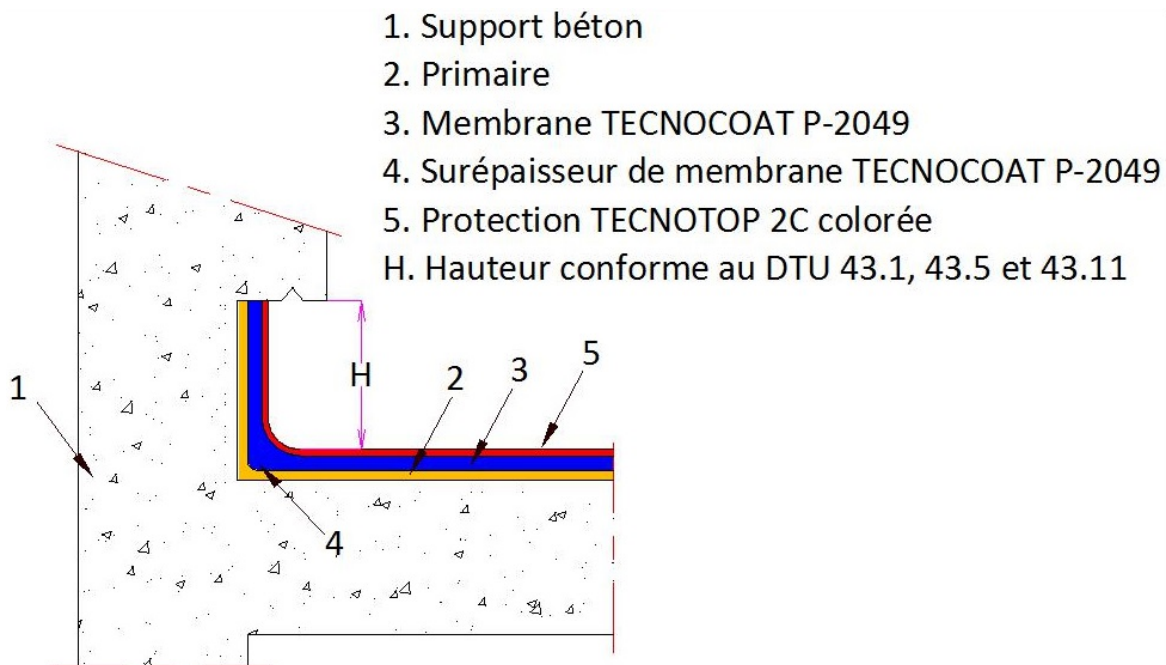 1. Support béton
2. Primaire
3. Membrane TECNOCOAT P-2049
4. Surépaisseur de membrane TECNOCOAT P-2049
5. Protection TECNOTOP 2C colorée
H. Hauteur conforme au DTU 43.1, 43.5 et 43.11
1
H
2
3
5
4